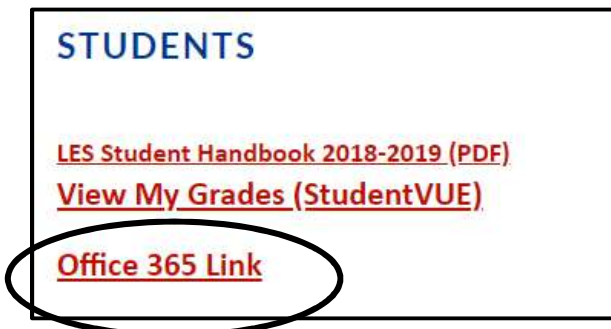 STUDENTS
LES Student Handbook 2018-2019 (PDF)
View My Grades (StudentVUE)
Office 365 Link